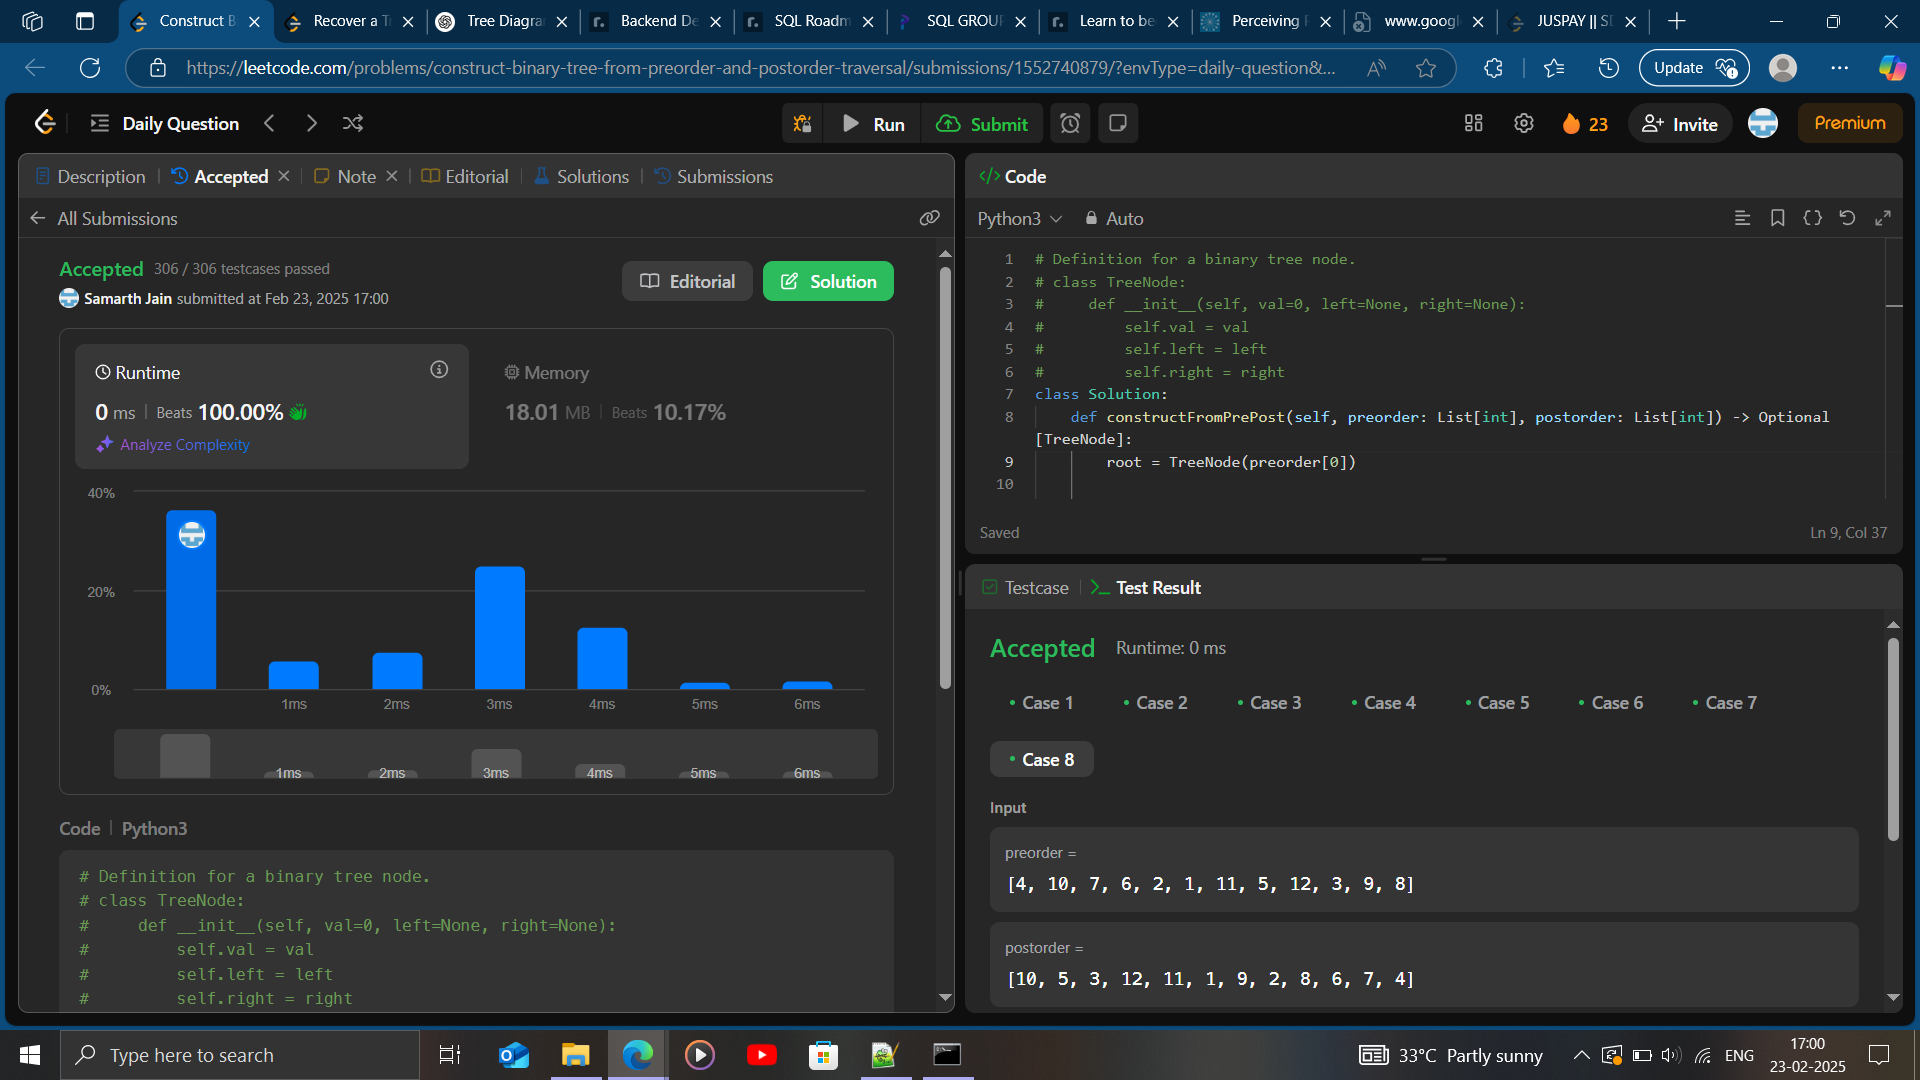 Construct B
Recover a T
Tree Diagra
Backend De
SQL Roadm
SQL GROUP
Learn to be
Perceiving
www.googl
JUSPAY || S
https://leetcode.com/problems/construct-binary-tree-from-preorder-and-postorder-traversal/submissions/1552740879/?envType=daily-question&...
Update
Daily Question
Run
Submit
23
Invite
Premium
Description
Accepted
Note
Editorial
Solutions
Submissions
All Submissions
Accepted 306 / 306 testcases passed
Samarth Jain submitted at Feb 23, 2025 17:00
Editorial
Solution
Runtime
0 ms | Beats 100.00%
Analyze Complexity
Memory
18.01 MB | Beats 10.17%
40%
20%
0%
1ms 2ms 3ms 4ms 5ms 6ms
1ms 2ms 3ms 4ms 5ms 6ms
Code | Python3
# Definition for a binary tree node.
# class TreeNode:
#     def __init__(self, val=0, left=None, right=None):
#         self.val = val
#         self.left = left
#         self.right = right
</> Code
Python3
Auto
1 # Definition for a binary tree node.
2 # class TreeNode:
3 #     def __init__(self, val=0, left=None, right=None):
4 #         self.val = val
5 #         self.left = left
6 #         self.right = right
7 class Solution:
8     def constructFromPrePost(self, preorder: List[int], postorder: List[int]) -> Optional
[TreeNode]:
9         root = TreeNode(preorder[0])
10
Saved
Ln 9, Col 37
Testcase
Test Result
Accepted Runtime: 0 ms
Case 1
Case 2
Case 3
Case 4
Case 5
Case 6
Case 7
Case 8
Input
preorder =
[4, 10, 7, 6, 2, 1, 11, 5, 12, 3, 9, 8]
postorder =
[10, 5, 3, 12, 11, 1, 9, 2, 8, 6, 7, 4]
Type here to search
33°C Partly sunny
ENG
17:00
23-02-2025